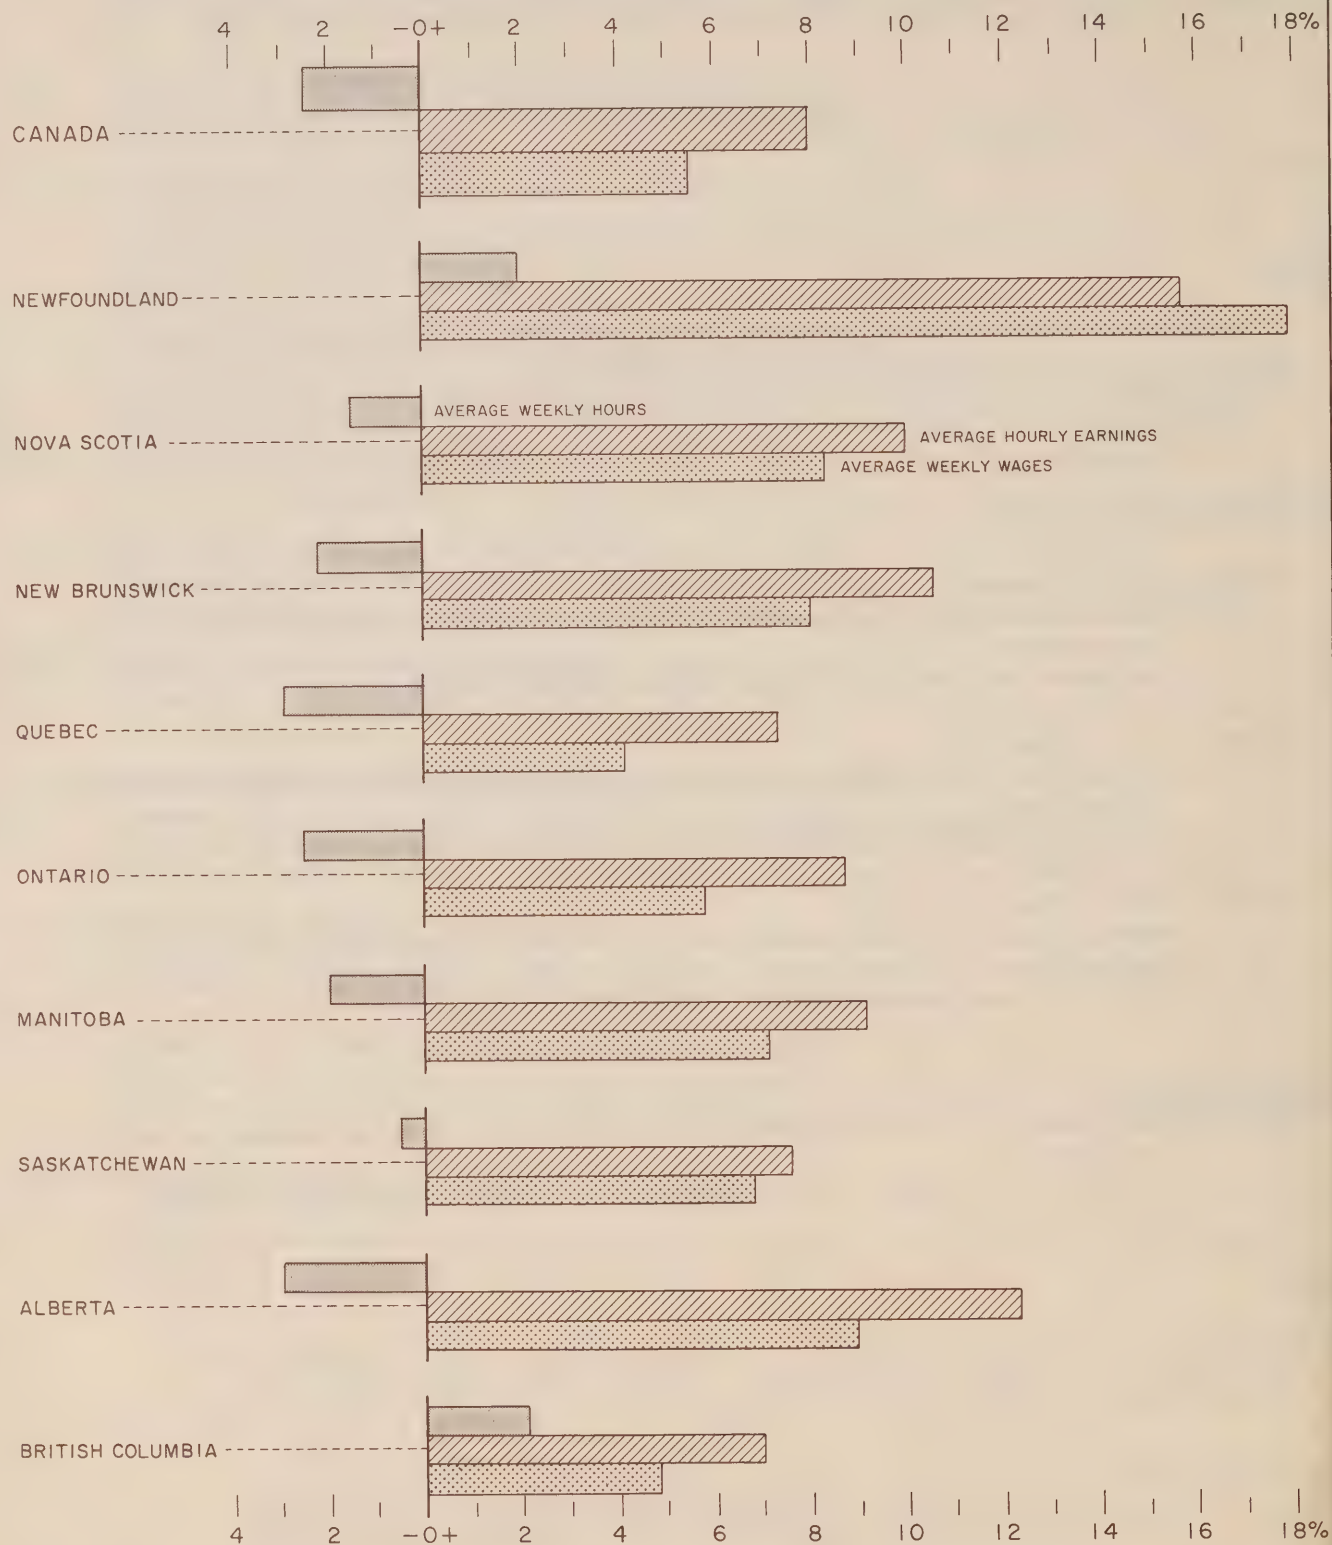 4 2 -0+ 2 4 6 8 10 12 14 16 18%
CANADA
NEWFOUNDLAND
AVERAGE WEEKLY HOURS
NOVA SCOTIA
AVERAGE HOURLY EARNINGS
AVERAGE WEEKLY WAGES
NEW BRUNSWICK
QUEBEC
ONTARIO
MANITOBA
SASKATCHEWAN
ALBERTA
BRITISH COLUMBIA
4 2 -0+ 2 4 6 8 10 12 14 16 18%